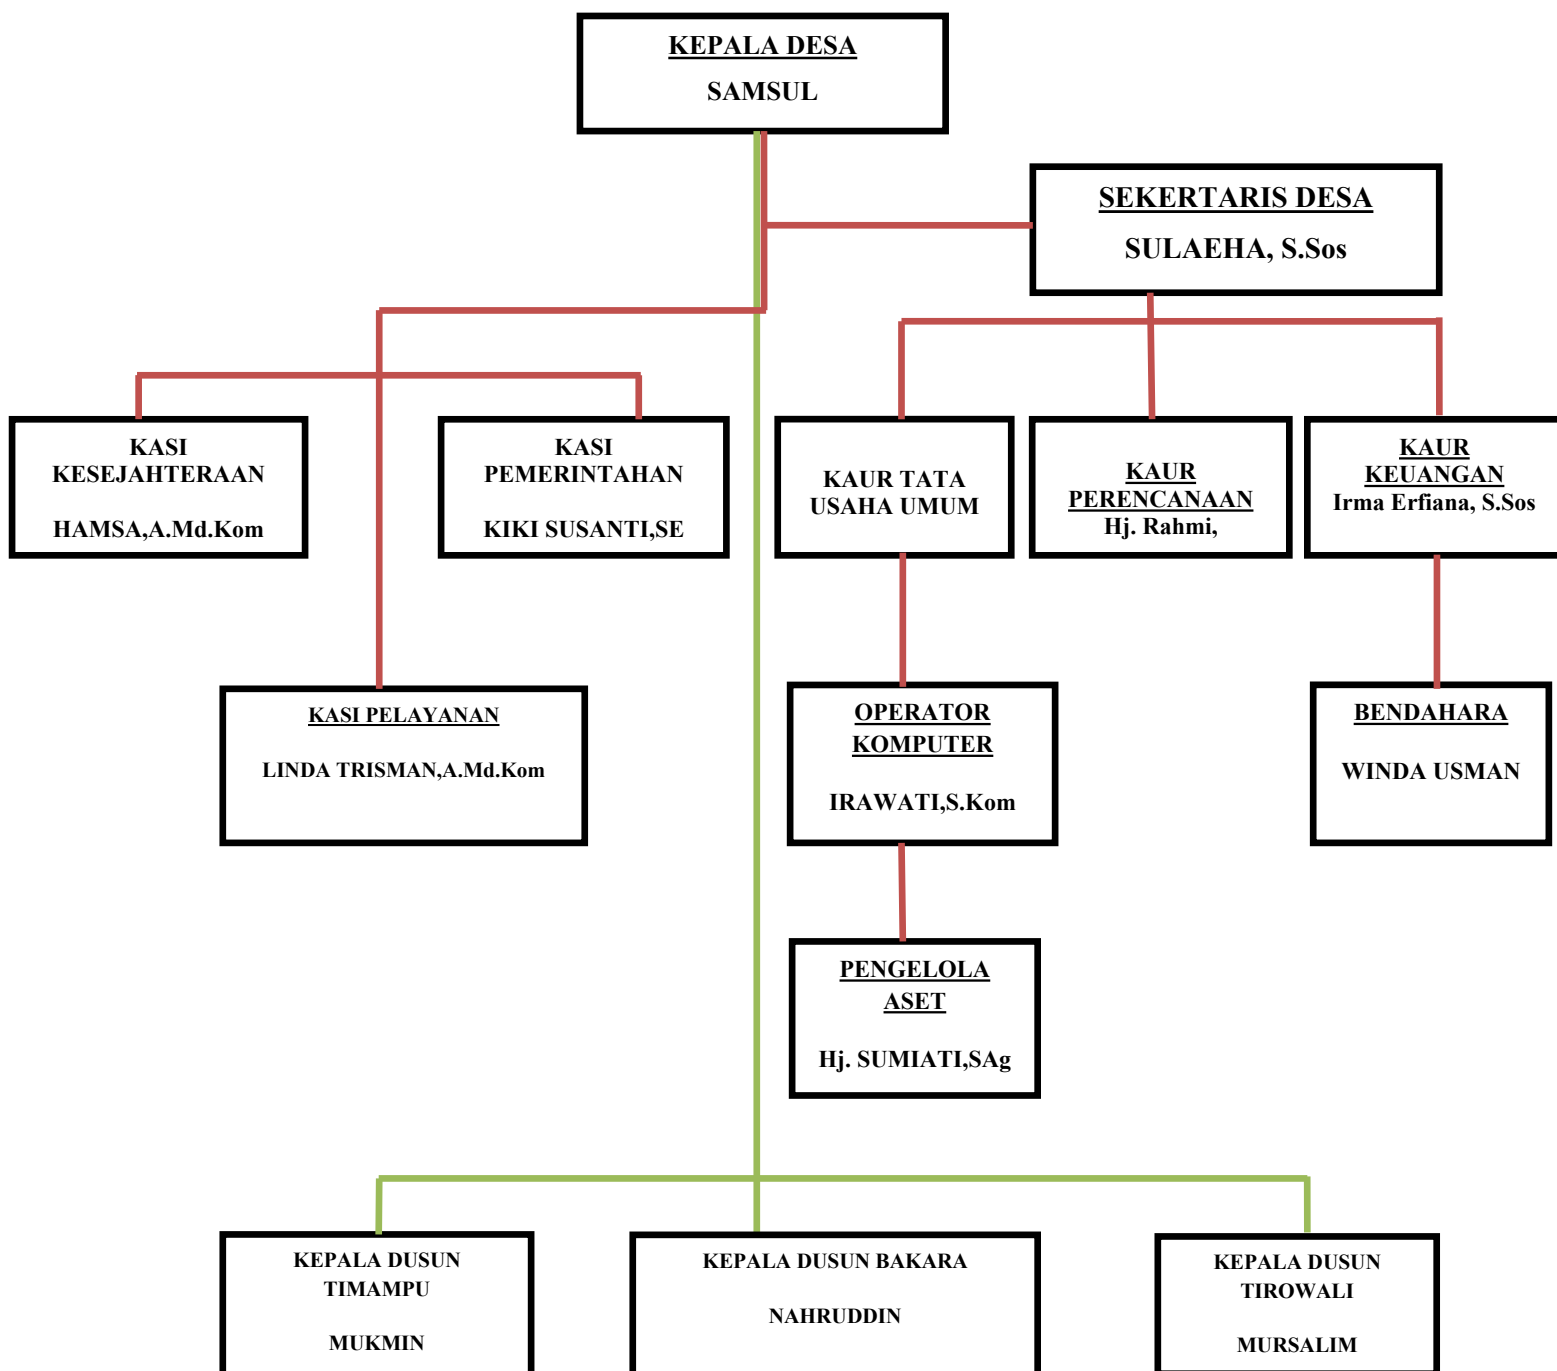 KEPALA DESA
SAMSUL
SEKERTARIS DESA
SULAEHA, S.Sos
KASI
KESEJAHTERAAN
HAMSA,A.Md.Kom
KASI
PEMERINTAHAN
KIKI SUSANTI,SE
KAUR TATA
USAHA UMUM
KAUR
PERENCANAAN
Hj. Rahmi,
KAUR
KEUANGAN
Irma Erfiana, S.Sos
KASI PELAYANAN
LINDA TRISMAN,A.Md.Kom
OPERATOR
KOMPUTER
IRAWATI,S.Kom
BENDAHARA
WINDA USMAN
PENGELOLA
ASET
Hj. SUMIATI,SAg
KEPALA DUSUN
TIMAMPU
MUKMIN
KEPALA DUSUN BAKARA
NAHRUDDIN
KEPALA DUSUN
TIROWALI
MURSALIM